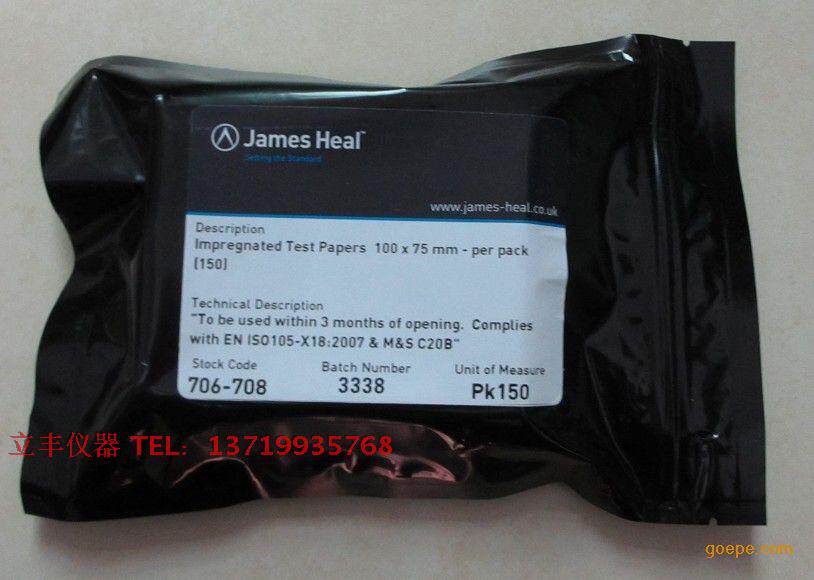 James Heal™
Setting the Standard
www.james-heal.co.uk
Description
Impregnated Test Papers 100 x 75 mm - per pack
(150)
Technical Description
"To be used within 3 months of opening. Complies
with EN ISO105-X18:2007 & M&S C20B"
Stock Code Batch Number Unit of Measure
706-708 3338 Pk150
立丰仪器 TEL: 13719935768
goepe.com